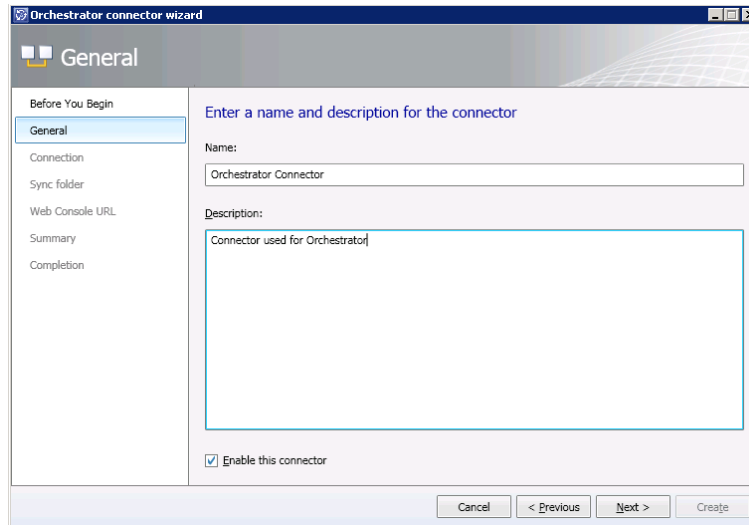 Orchestrator connector wizard
General
Before You Begin
General
Connection
Sync folder
Web Console URL
Summary
Completion
Enter a name and description for the connector
Name:
Orchestrator Connector
Description:
Connector used for Orchestrator
Enable this connector
Cancel
< Previous
Next >
Create